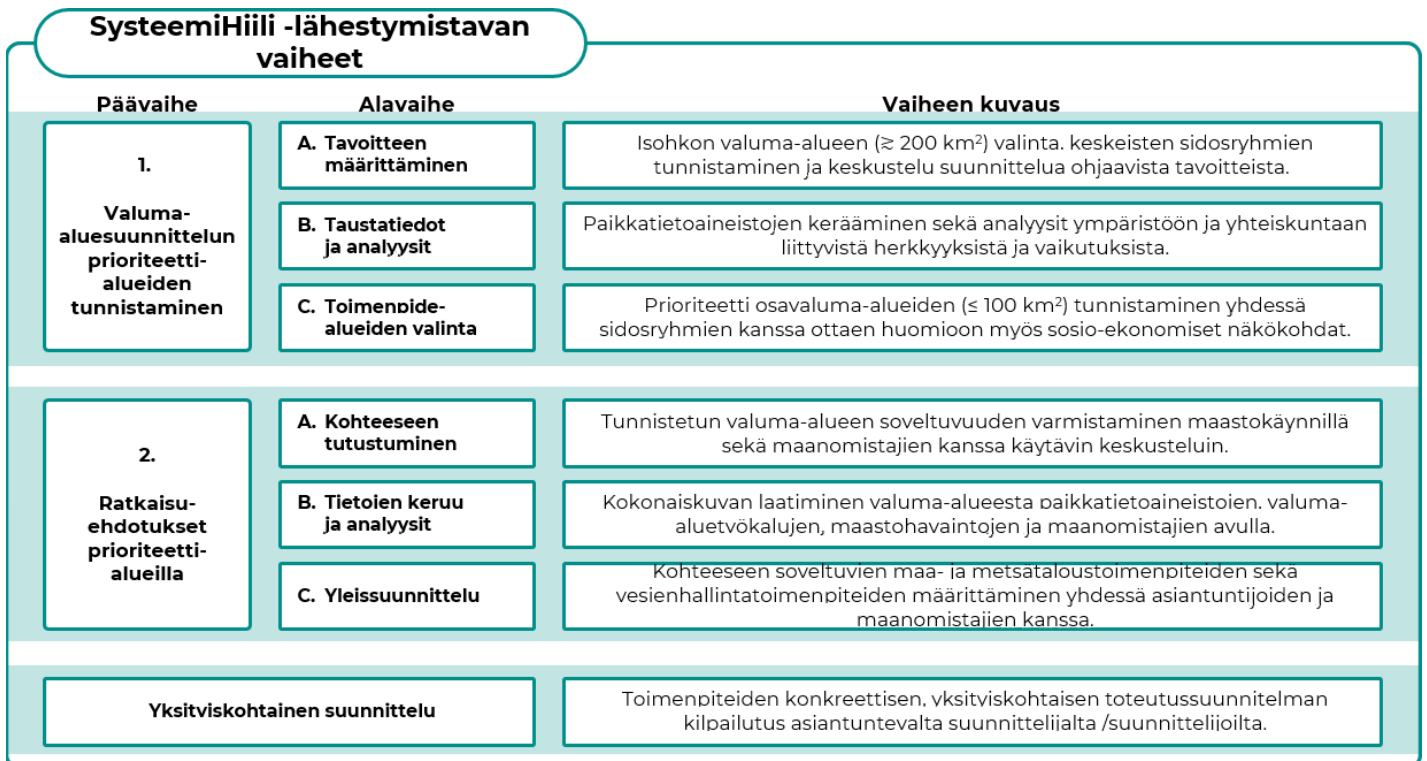 SysteemiHiili -lähestymistavan
vaiheet
Päävaihe
Alavaihe
Vaiheen kuvaus
1.
Valuma-
aluesuunnittelun
prioriteetti-
alueiden
tunnistaminen
A. Tavoitteen
määrittäminen
Isohkon valuma-alueen (≳ 200 km²) valinta, keskeisten sidosryhmien
tunnistaminen ja keskustelu suunnittelua ohjaavista tavoitteista.
B. Taustatiedot
ja analyysit
Paikkatietoaineistojen kerääminen sekä analyysit ympäristöön ja yhteiskuntaan
liittyvistä herkkyyksistä ja vaikutuksista.
C. Toimenpide-
alueiden valinta
Prioriteetti osavaluma-alueiden (≤ 100 km²) tunnistaminen yhdessä
sidosryhmien kanssa ottaen huomioon myös sosio-ekonomiset näkökohdat.
2.
Ratkaisu-
ehdotukset
prioriteetti-
alueilla
A. Kohteeseen
tutustuminen
Tunnistetun valuma-alueen soveltuvuuden varmistaminen maastokäynnillä
sekä maanomistajien kanssa käytävin keskusteluin.
B. Tietojen keruu
ja analyysit
Kokonaiskuvan laatiminen valuma-alueesta paikkatietoaineistojen, valuma-
aluetyökalujen, maastohavaintojen ja maanomistajien avulla.
C. Yleissuunnittelu
Kohteeseen soveltuvien maa- ja metsätaloustoimenpiteiden sekä
vesienhallintatoimenpiteiden määrittäminen yhdessä asiantuntijoiden ja
maanomistajien kanssa.
Yksityiskohtainen suunnittelu
Toimenpiteiden konkreettisen, yksityiskohtaisen toteutussuunnitelman
kilpailutus asiantuntevalta suunnittelijalta /suunnittelijoilta.